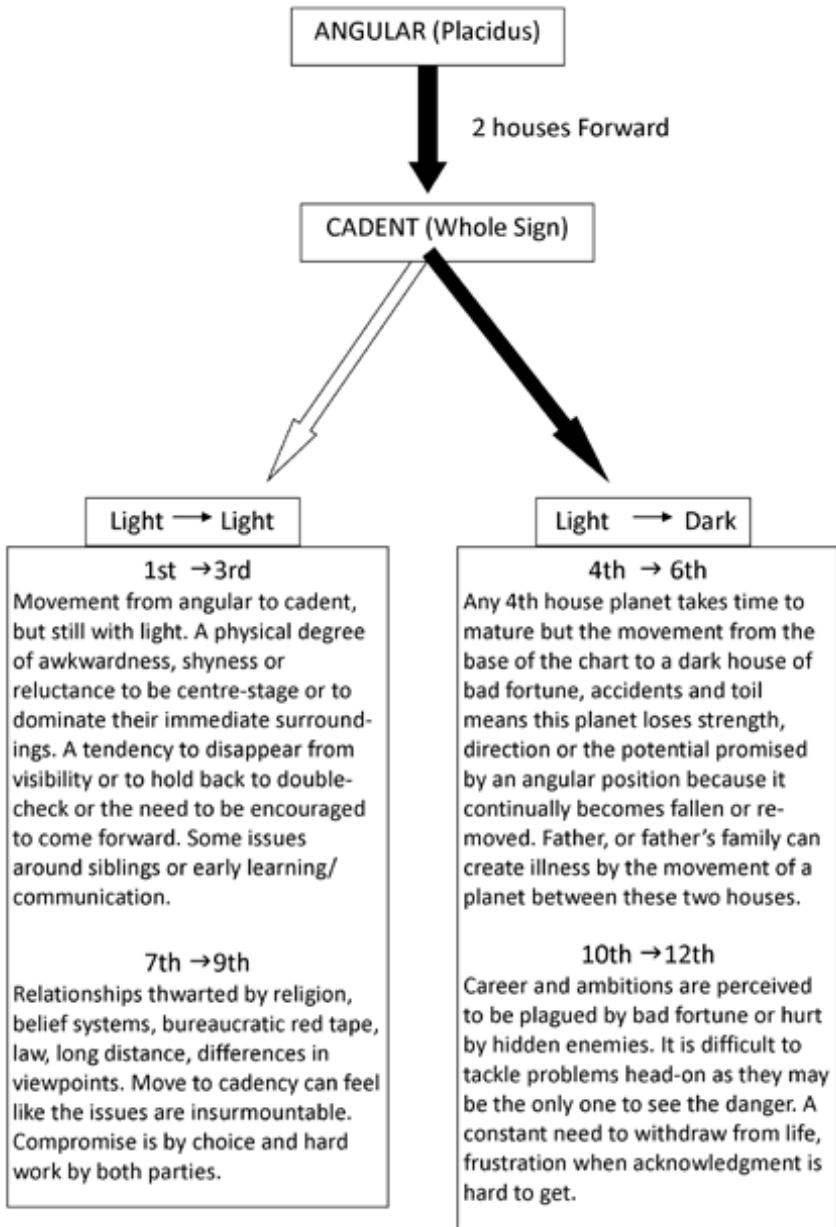 ANGULAR (Placidus)
2 houses Forward
CADENT (Whole Sign)
Light → Light
1st → 3rd
Movement from angular to cadent,
but still with light. A physical degree
of awkwardness, shyness or
reluctance to be centre-stage or to
dominate their immediate surround-
ings. A tendency to disappear from
visibility or to hold back to double-
check or the need to be encouraged
to come forward. Some issues
around siblings or early learning/
communication.
7th → 9th
Relationships thwarted by religion,
belief systems, bureaucratic red tape,
law, long distance, differences in
viewpoints. Move to cadency can feel
like the issues are insurmountable.
Compromise is by choice and hard
work by both parties.
Light → Dark
4th → 6th
Any 4th house planet takes time to
mature but the movement from the
base of the chart to a dark house of
bad fortune, accidents and toil
means this planet loses strength,
direction or the potential promised
by an angular position because it
continually becomes fallen or re-
moved. Father, or father's family can
create illness by the movement of a
planet between these two houses.
10th → 12th
Career and ambitions are perceived
to be plagued by bad fortune or hurt
by hidden enemies. It is difficult to
tackle problems head-on as they may
be the only one to see the danger. A
constant need to withdraw from life,
frustration when acknowledgment is
hard to get.